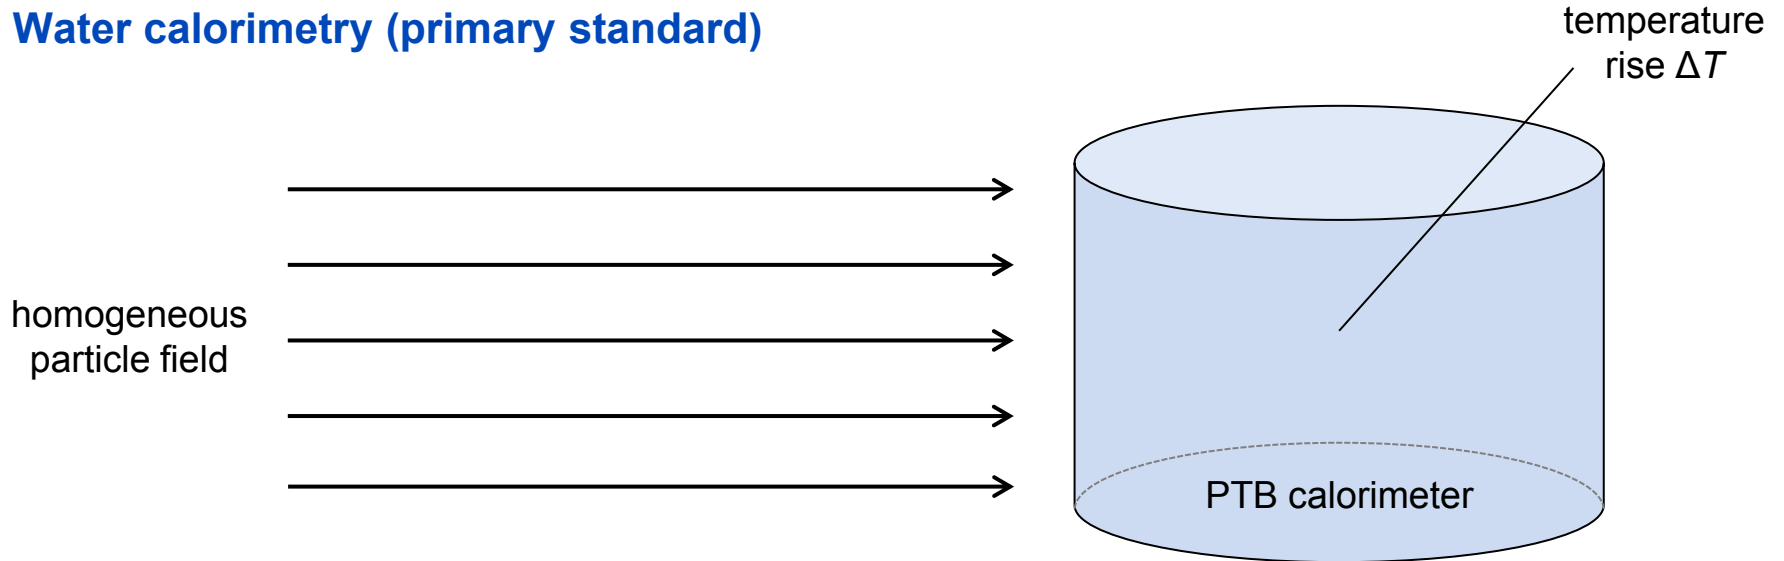 Water calorimetry (primary standard)
temperature
rise ΔT
homogeneous
particle field
PTB calorimeter